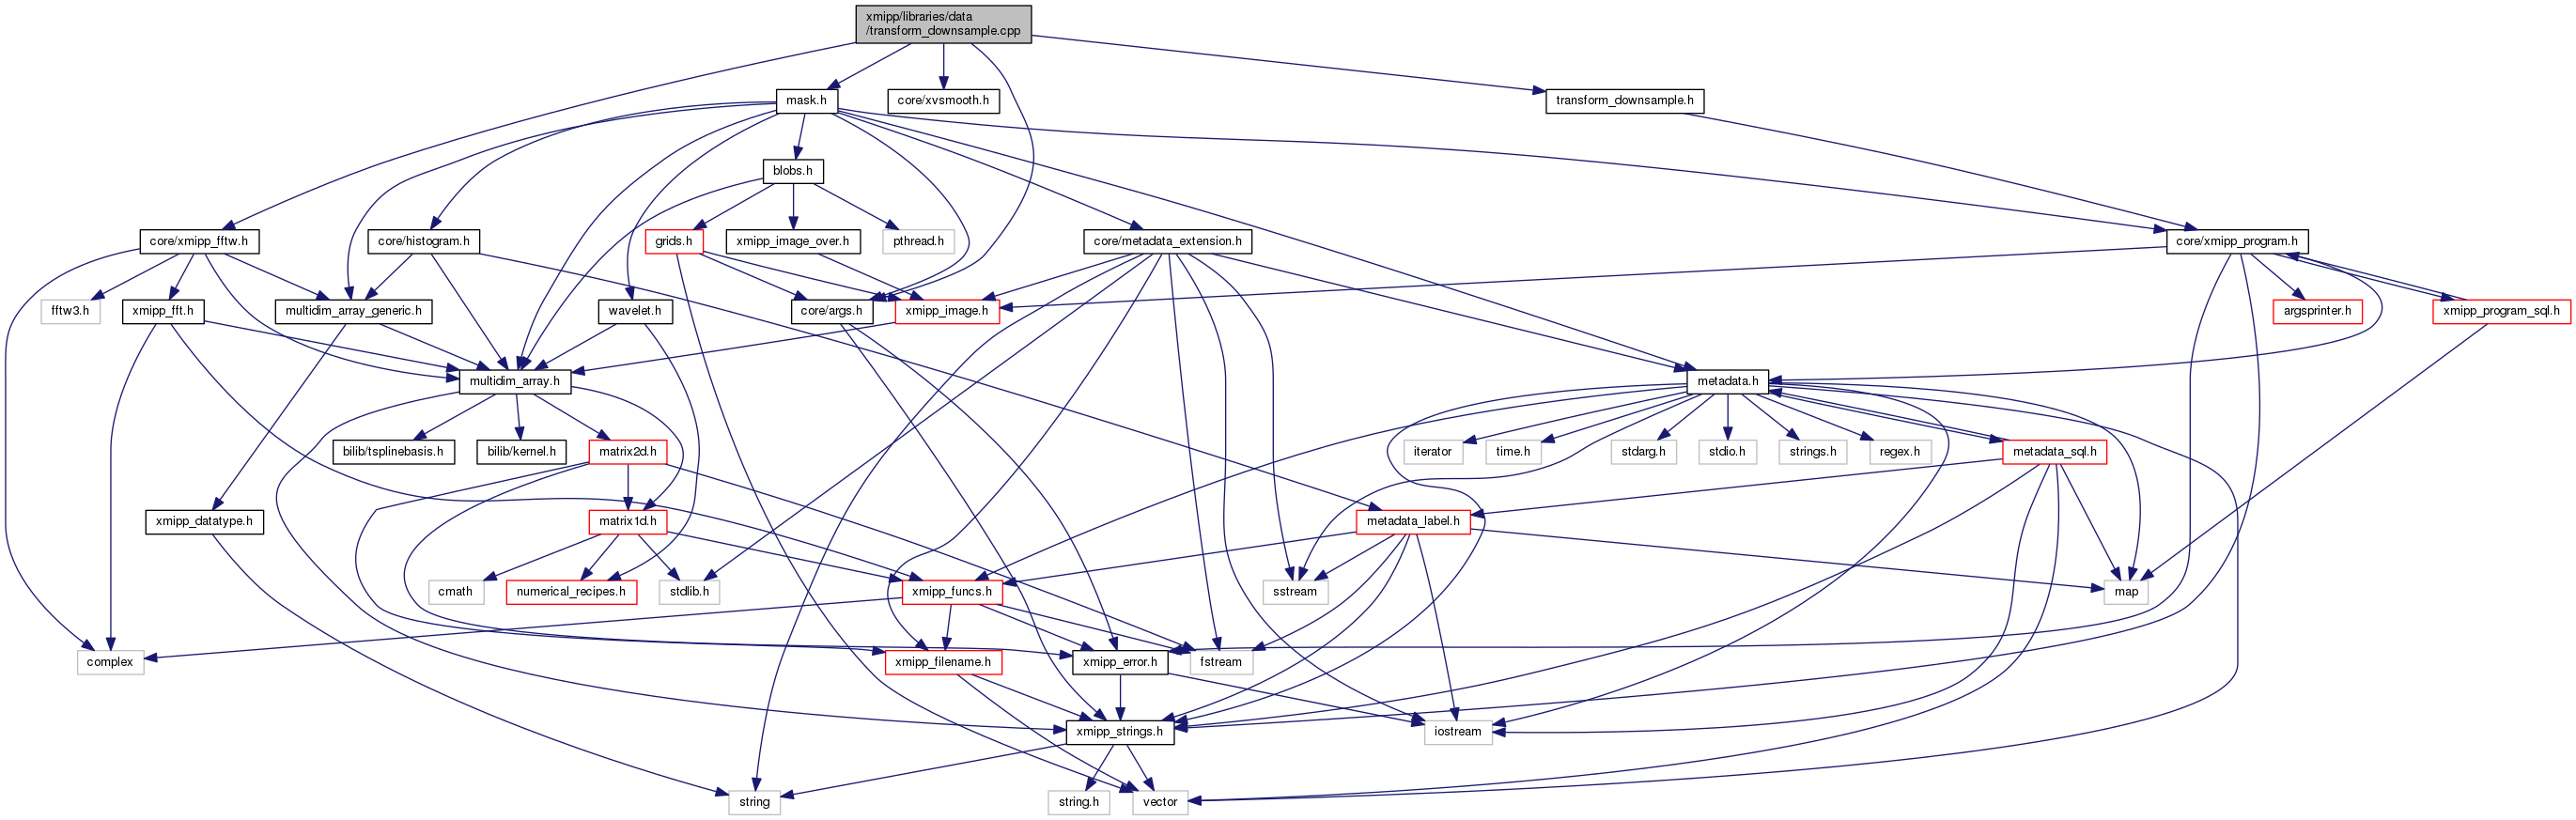 xmipp/libraries/data
/transform_downsample.cpp
mask.h
core/xvsmooth.h
transform_downsample.h
blobs.h
core/xmipp_fftw.h
core/histogram.h
grids.h
xmipp_image_over.h
pthread.h
core/metadata_extension.h
core/xmipp_program.h
fftw3.h
xmipp_fft.h
multidim_array_generic.h
wavelet.h
core/args.h
xmipp_image.h
argsprinter.h
xmipp_program_sql.h
multidim_array.h
metadata.h
bilib/tsplinebasis.h
bilib/kernel.h
matrix2d.h
iterator
time.h
stdarg.h
stdio.h
strings.h
regex.h
metadata_sql.h
xmipp_datatype.h
matrix1d.h
metadata_label.h
cmath
numerical_recipes.h
stdlib.h
xmipp_funcs.h
sstream
map
complex
xmipp_filename.h
xmipp_error.h
fstream
xmipp_strings.h
iostream
string
string.h
vector